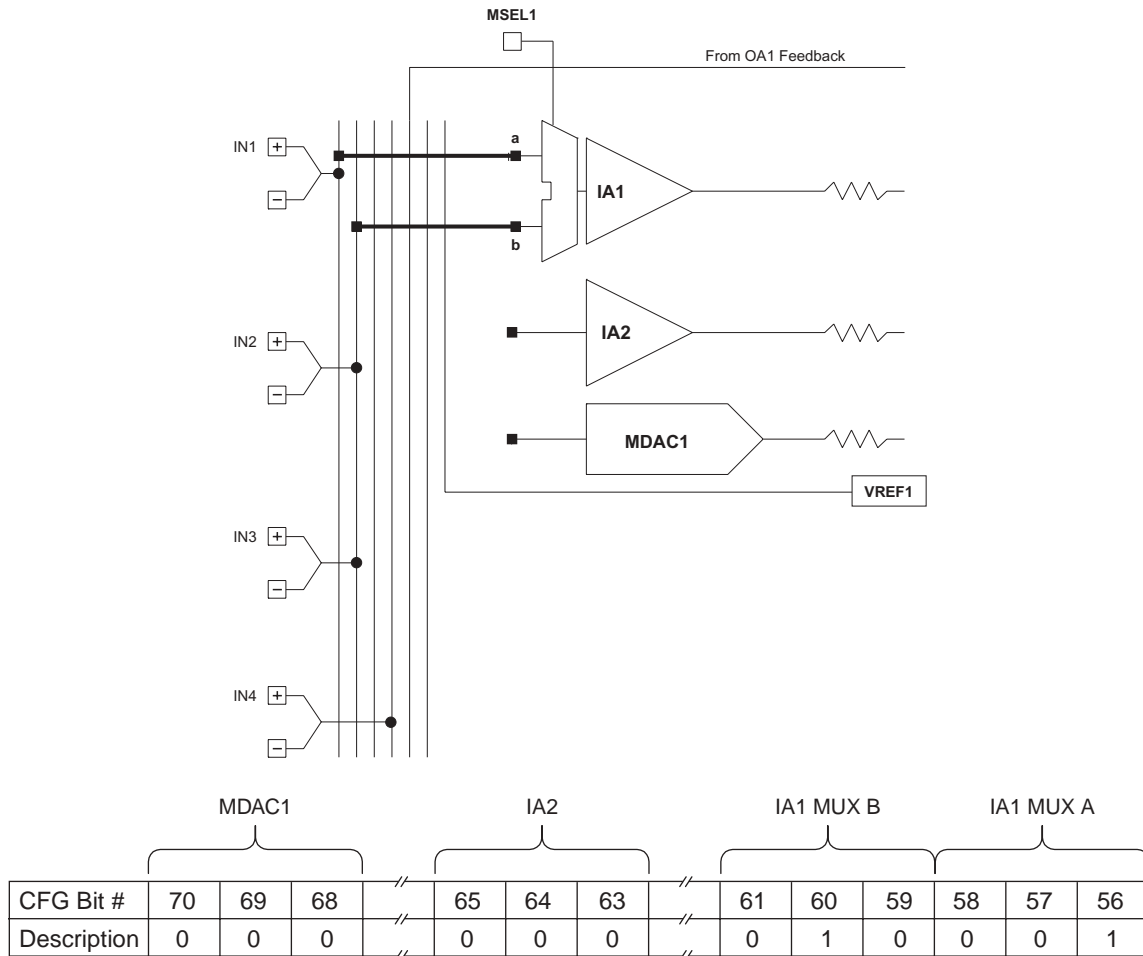 MSEL1
From OA1 Feedback
a
IN1 +
−
IA1
b
IN2 +
−
IA2
MDAC1
VREF1
IN3 +
−
IN4 +
−
MDAC1 IA2 IA1 MUX B IA1 MUX A
CFG Bit # 70 69 68 65 64 63 61 60 59 58 57 56
Description 0 0 0 0 0 0 0 1 0 0 0 1